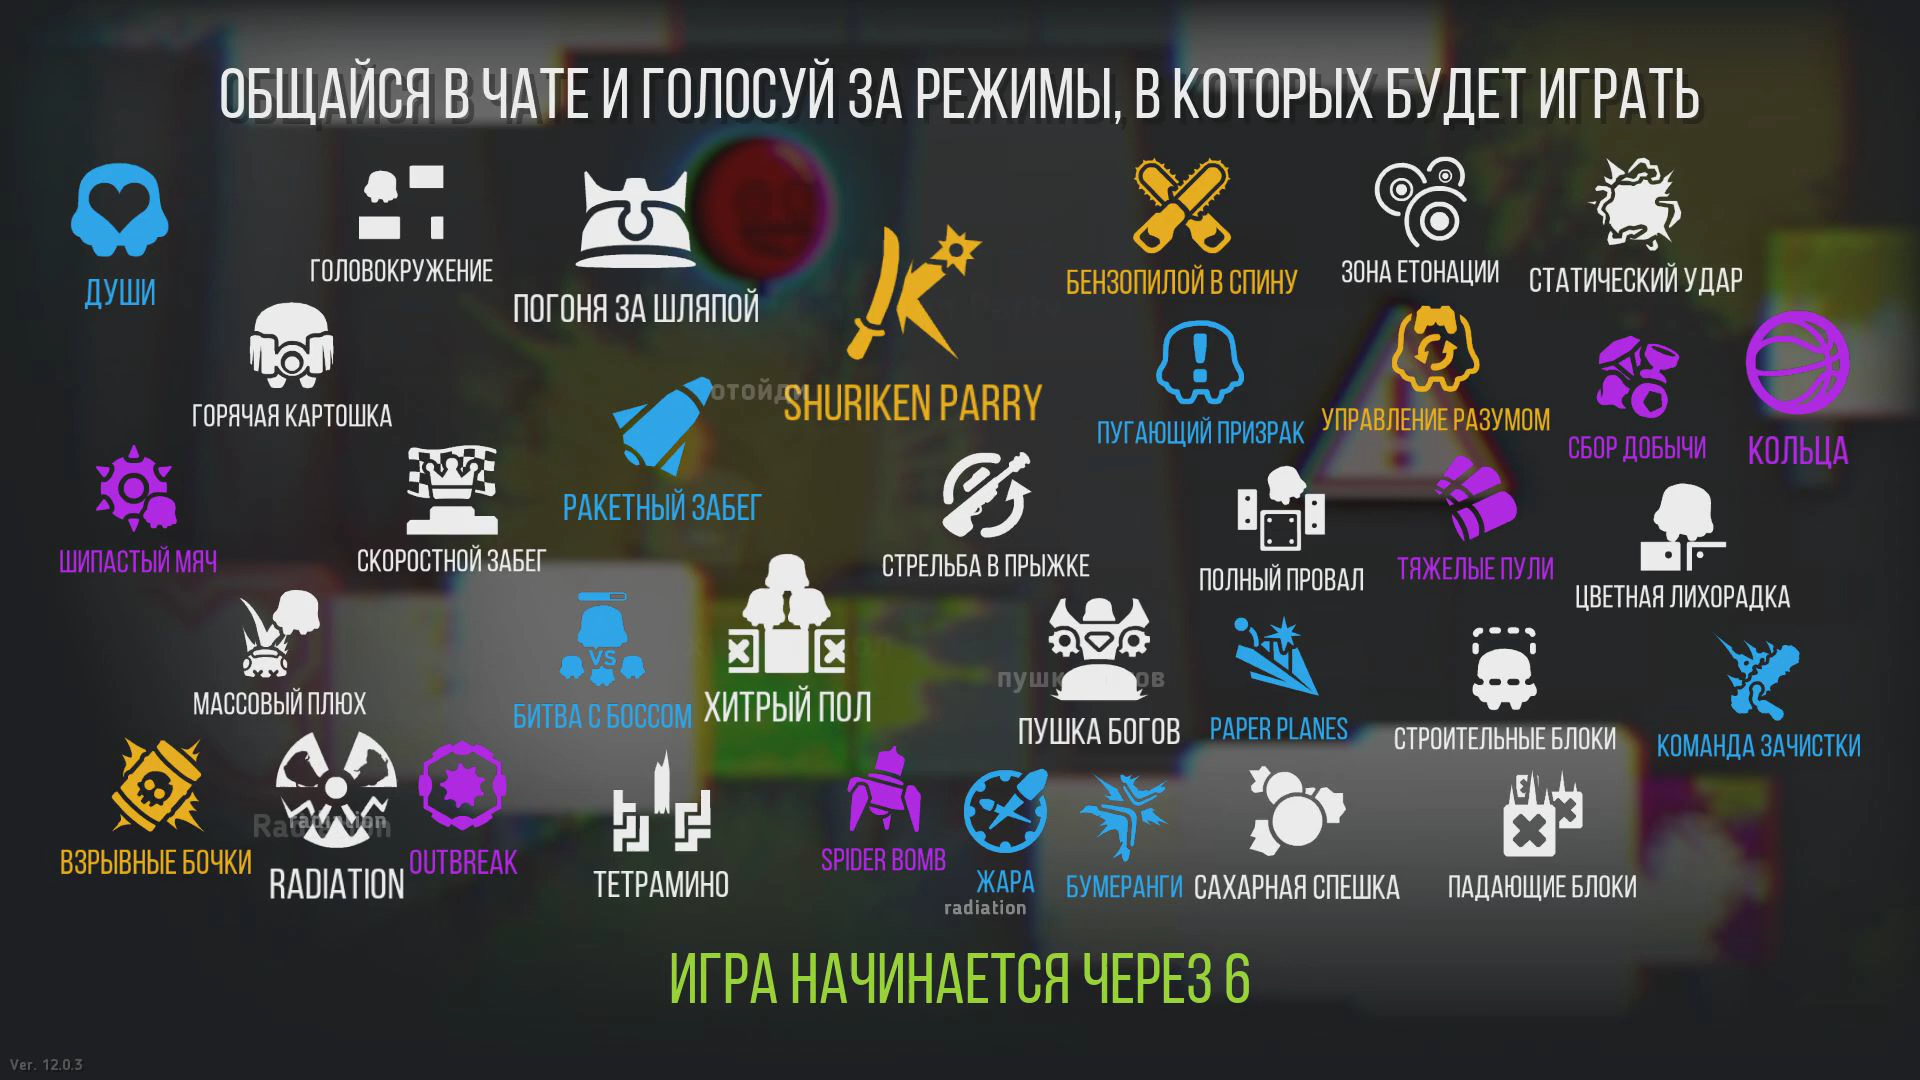 ОБЩАЙСЯ В ЧАТЕ И ГОЛОСУЙ ЗА РЕЖИМЫ, В КОТОРЫХ БУДЕТ ИГРАТЬ
ДУШИ
ГОЛОВОКРУЖЕНИЕ
ПОГОНЯ ЗА ШЛЯПОЙ
БЕНЗОПИЛОЙ В СПИНУ
ЗОНА ЕТОНАЦИИ
СТАТИЧЕСКИЙ УДАР
ГОРЯЧАЯ КАРТОШКА
SHURIKEN PARRY
ПУГАЮЩИЙ ПРИЗРАК
УПРАВЛЕНИЕ РАЗУМОМ
СБОР ДОБЫЧИ
КОЛЬЦА
ШИПАСТЫЙ МЯЧ
СКОРОСТНОЙ ЗАБЕГ
РАКЕТНЫЙ ЗАБЕГ
СТРЕЛЬБА В ПРЫЖКЕ
ПОЛНЫЙ ПРОВАЛ
ТЯЖЕЛЫЕ ПУЛИ
ЦВЕТНАЯ ЛИХОРАДКА
МАССОВЫЙ ПЛЮХ
VS
БИТВА С БОССОМ
ХИТРЫЙ ПОЛ
ПУШКА БОГОВ
PAPER PLANES
СТРОИТЕЛЬНЫЕ БЛОКИ
КОМАНДА ЗАЧИСТКИ
ВЗРЫВНЫЕ БОЧКИ
radiation
RADIATION
OUTBREAK
ТЕТРАМИНО
SPIDER BOMB
ЖАРА
radiation
БУМЕРАНГИ
САХАРНАЯ СПЕШКА
ПАДАЮЩИЕ БЛОКИ
ИГРА НАЧИНАЕТСЯ ЧЕРЕЗ 6
Ver. 12.0.3